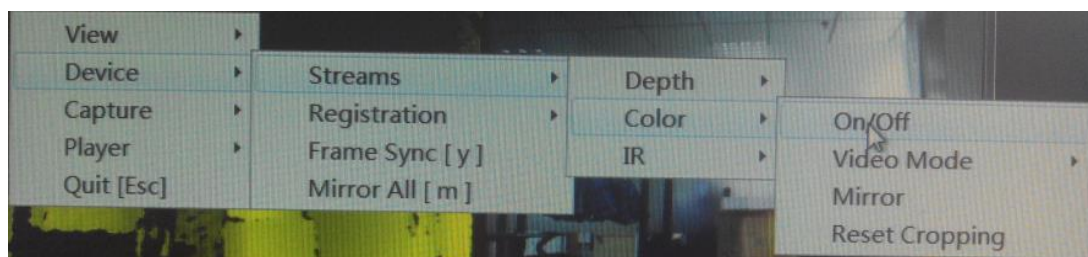 View
Device
Capture
Player
Quit [Esc]
Streams
Registration
Frame Sync [ y ]
Mirror All [ m ]
Depth
Color
IR
On/Off
Video Mode
Mirror
Reset Cropping